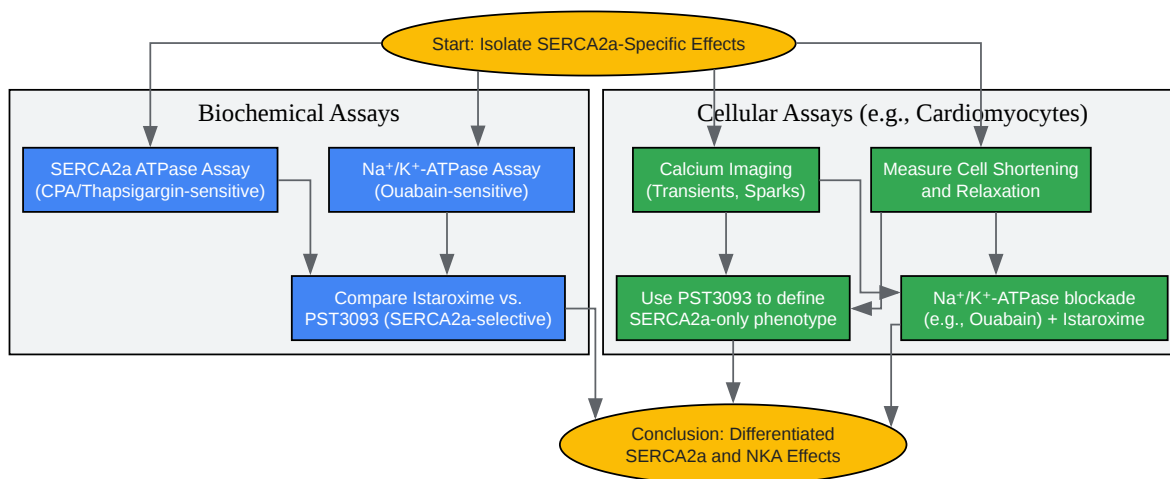 Start: Isolate SERCA2a-Specific Effects
Biochemical Assays
Cellular Assays (e.g., Cardiomyocytes)
SERCA2a ATPase Assay
(CPA/Thapsigargin-sensitive)
Na⁺/K⁺-ATPase Assay
(Ouabain-sensitive)
Calcium Imaging
(Transients, Sparks)
Measure Cell Shortening
and Relaxation
Compare Istaroxime vs.
PST3093 (SERCA2a-selective)
Use PST3093 to define
SERCA2a-only phenotype
Na⁺/K⁺-ATPase blockade
(e.g., Ouabain) + Istaroxime
Conclusion: Differentiated
SERCA2a and NKA Effects